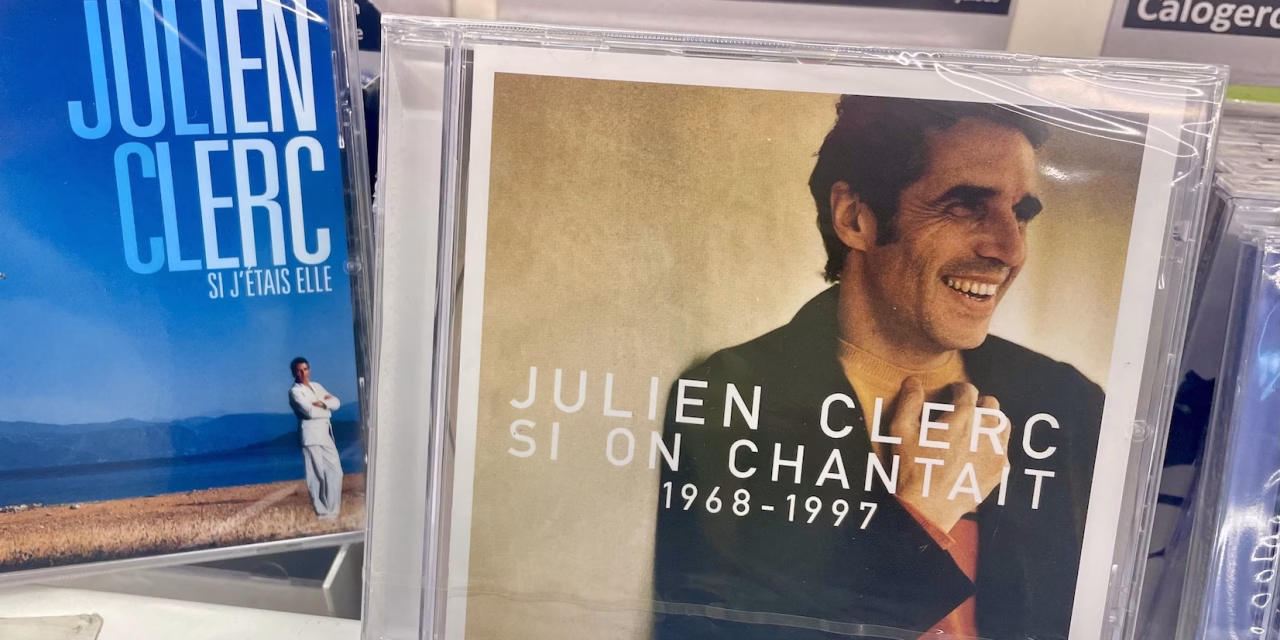 JULIEN
CLERC
SI J'ÉTAIS ELLE
JULIEN CLERC
SI ON CHANTAIT
1968-1997
Calogero